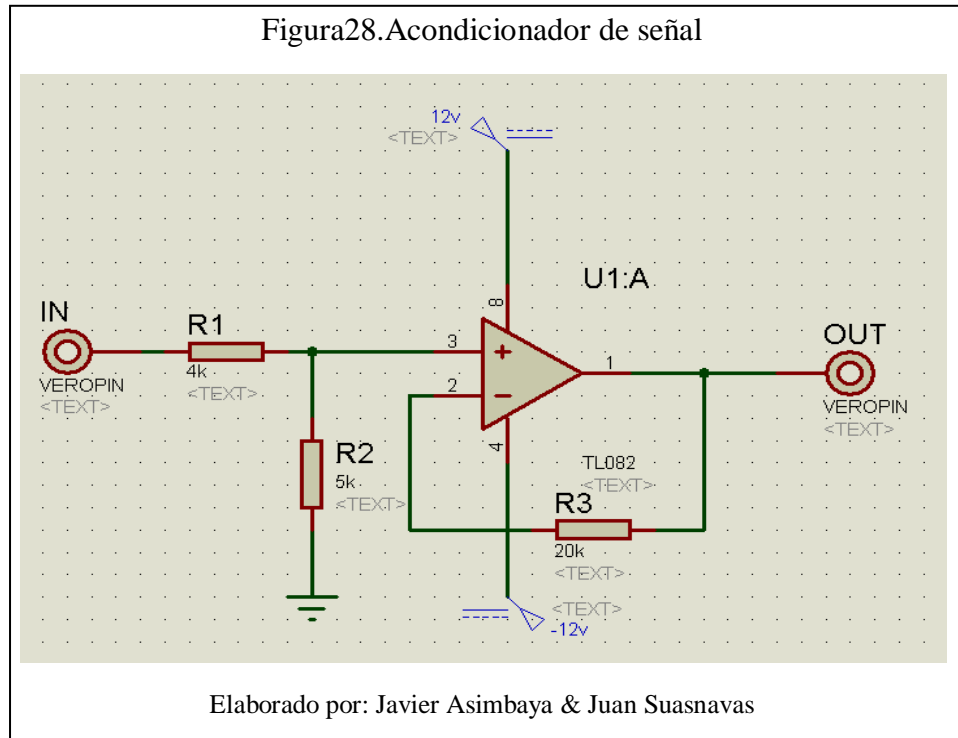 Figura28.Acondicionador de señal
12v
<TEXT>
U1:A
8
IN
R1
3
OUT
1
VEROPIN
<TEXT>
4k
<TEXT>
2
VEROPIN
<TEXT>
4
R2
5k
<TEXT>
TL082
<TEXT>
R3
20k
<TEXT>
<TEXT>
-12v
Elaborado por: Javier Asimbaya & Juan Suasnavas